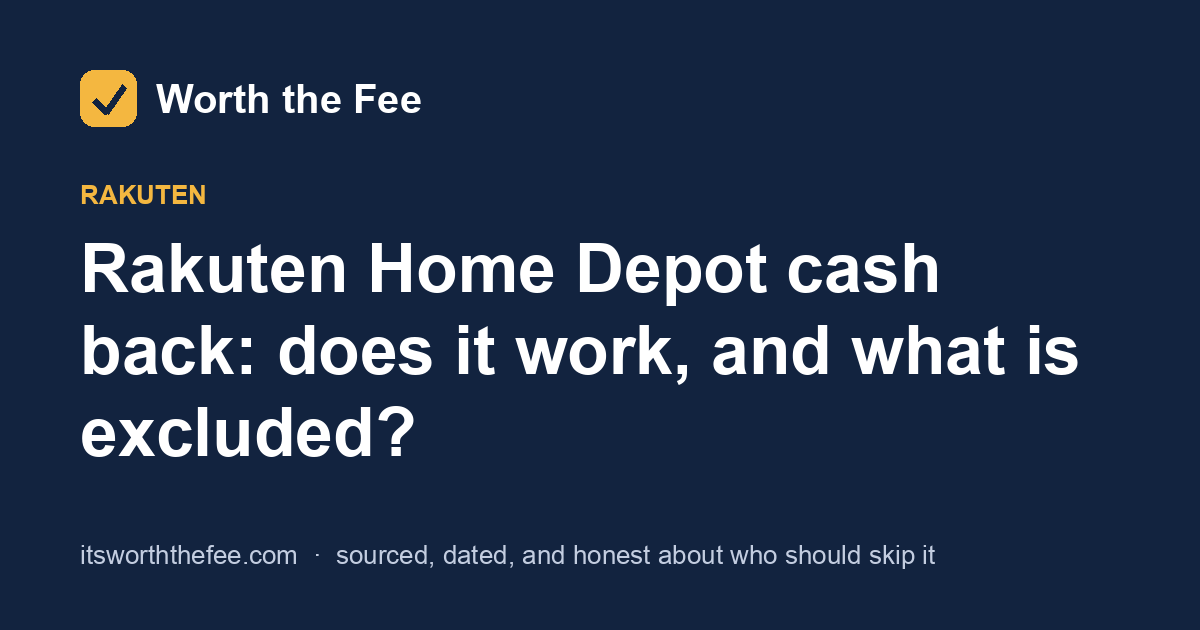 Worth the Fee
RAKUTEN
Rakuten Home Depot cash
back: does it work, and what is
excluded?
itsworththefee.com · sourced, dated, and honest about who should skip it